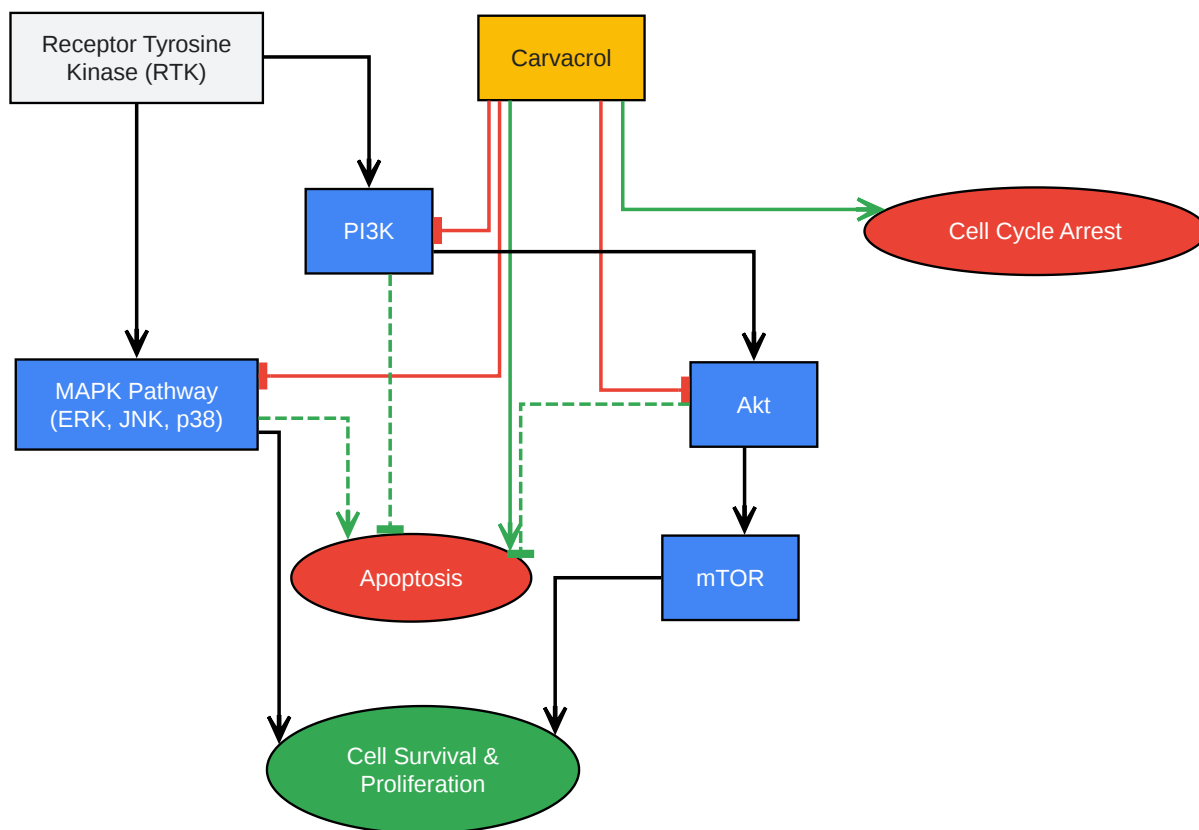 Receptor Tyrosine
Kinase (RTK)
Carvacrol
PI3K
Cell Cycle Arrest
MAPK Pathway
(ERK, JNK, p38)
Akt
Apoptosis
mTOR
Cell Survival &
Proliferation